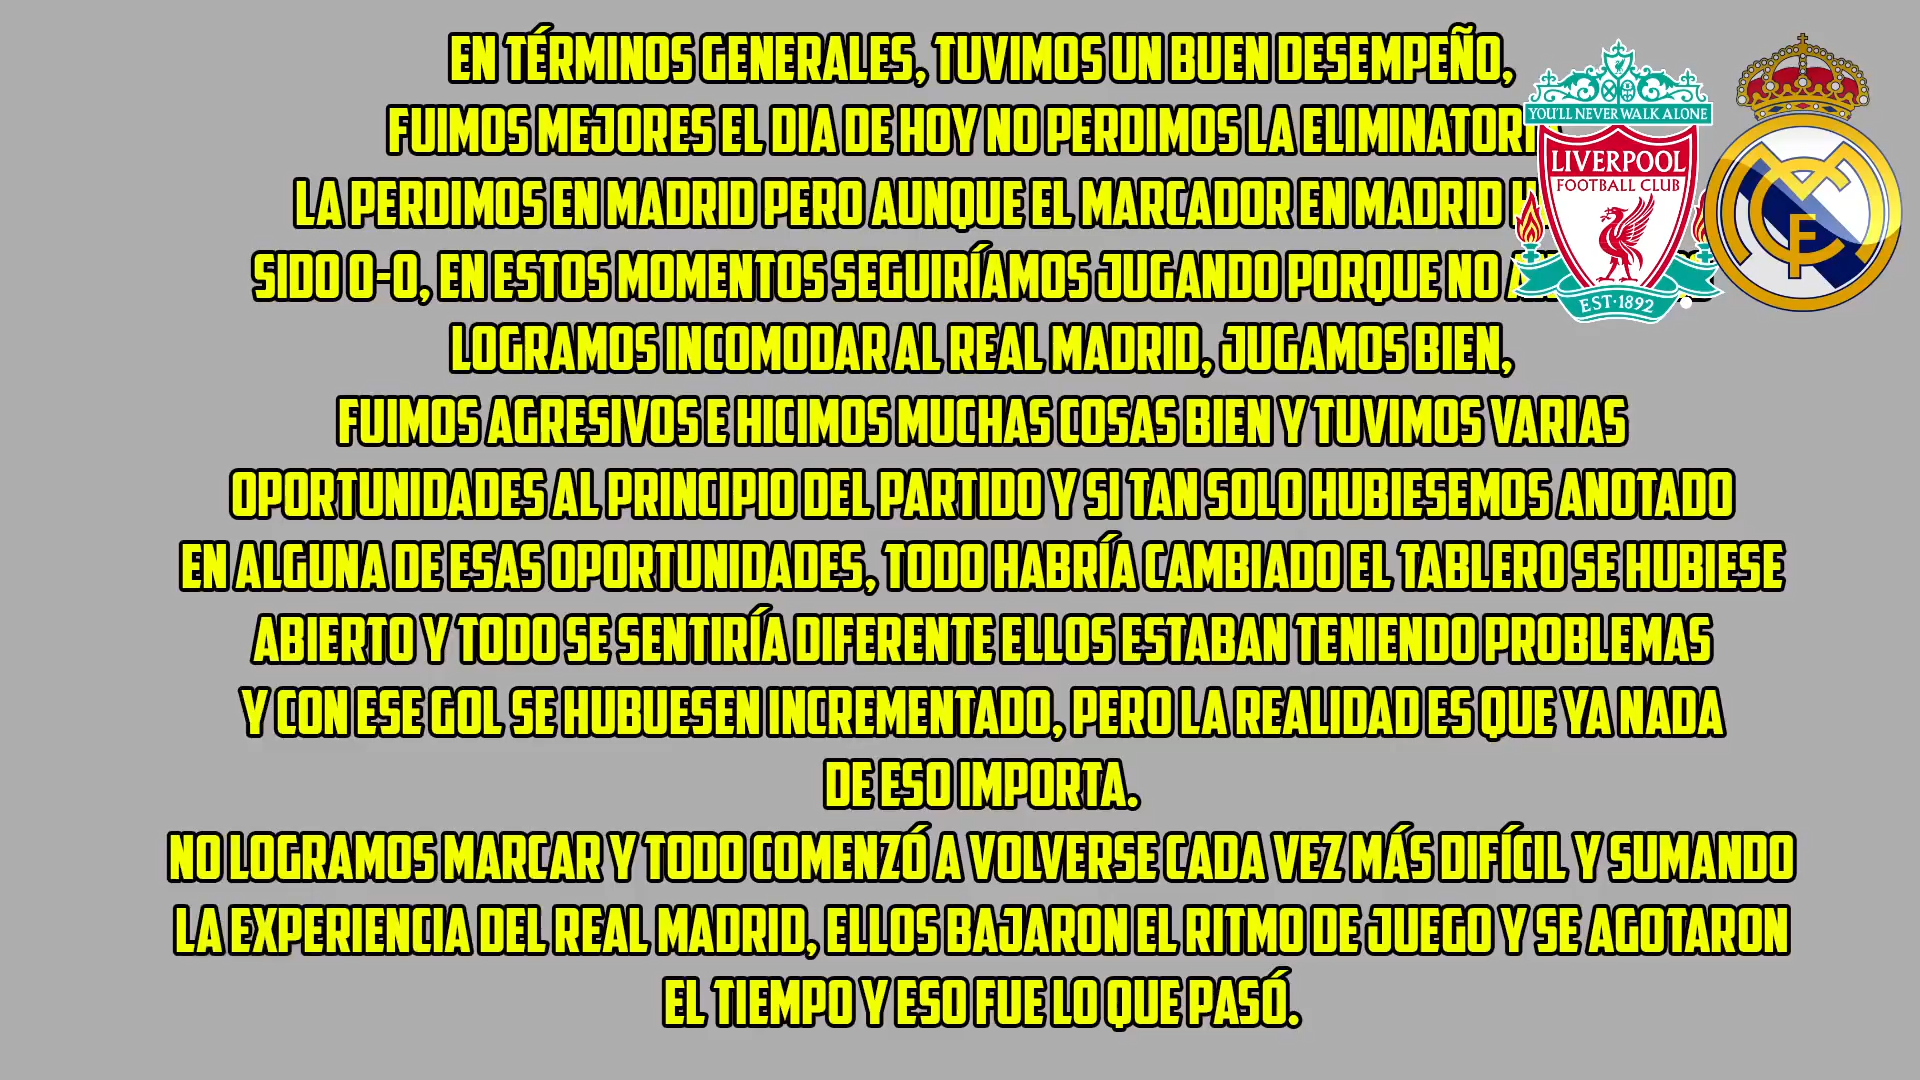 EN TÉRMINOS GENERALES, TUVIMOS UN BUEN DESEMPEÑO,
FUIMOS MEJORES EL DIA DE HOY NO PERDIMOS LA
LA PERDIMOS EN MADRID PERO AUNQUE EL MARCADOR EN MADRID
SIDO 0-0, EN ESTOS MOMENTOS SEGUIRÍAMOS JUGANDO PORQUE NO
LOGRAMOS INCOMODAR AL REAL MADRID, JUGAMOS BIEN,
FUIMOS AGRESIVOS E HICIMOS MUCHAS COSAS BIEN Y TUVIMOS VARIAS
OPORTUNIDADES AL PRINCIPIO DEL PARTIDO Y SI TAN SOLO HUBIESEMOS ANOTADO
EN ALGUNA DE ESAS OPORTUNIDADES, TODO HABRÍA CAMBIADO EL TABLERO SE HUBIESE
ABIERTO Y TODO SE SENTIRÍA DIFERENTE ELLOS ESTABAN TENIENDO PROBLEMAS
Y CON ESE GOL SE HUBUESEN INCREMENTADO, PERO LA REALIDAD ES QUE YA NADA
DE ESO IMPORTA.
NO LOGRAMOS MARCAR Y TODO COMENZÓ A VOLVERSE CADA VEZ MÁS DIFÍCIL Y SUMANDO
LA EXPERIENCIA DEL REAL MADRID, ELLOS BAJARON EL RITMO DE JUEGO Y SE AGOTARON
EL TIEMPO Y ESO FUE LO QUE PASÓ.
YOU'LL NEVER WALK ALONE
LIVERPOOL
FOOTBALL CLUB
EST·1892